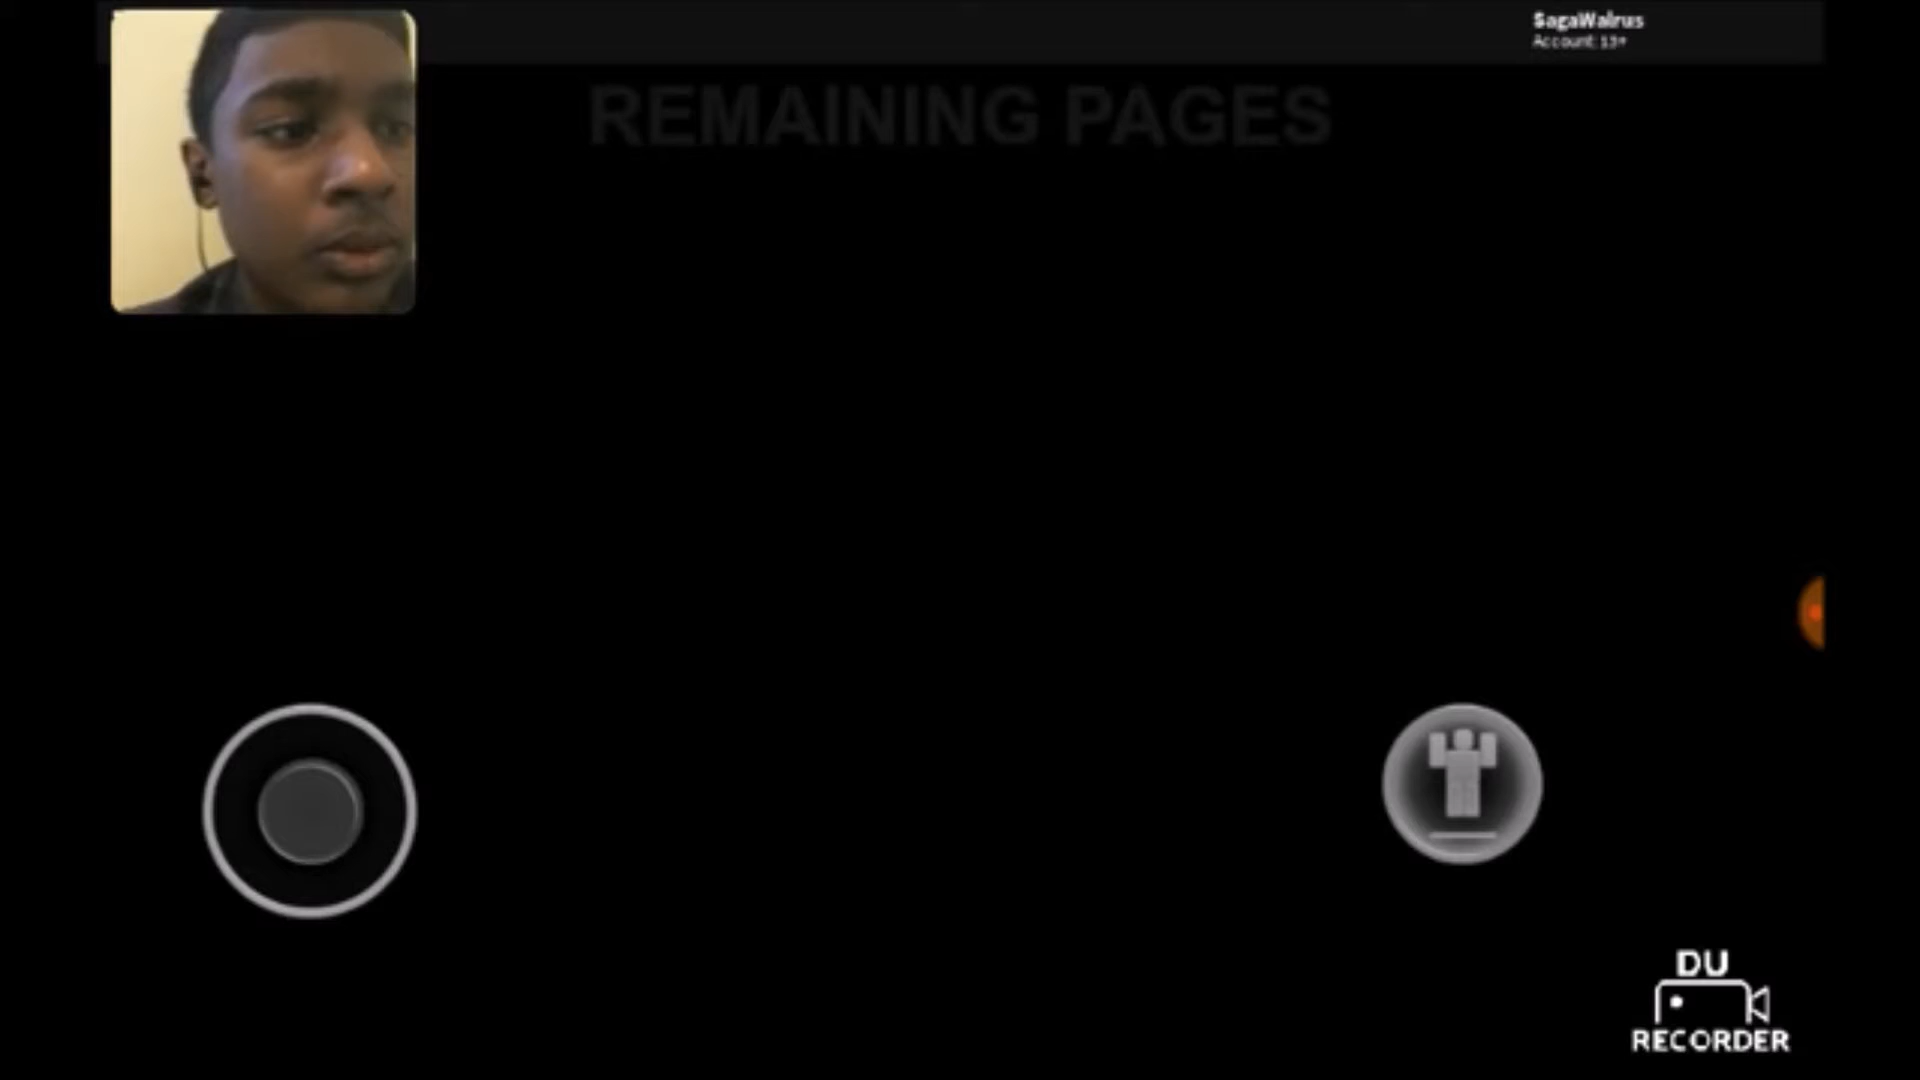 SagaWalrus
Account: 13+
REMAINING PAGES
DU
RECORDER